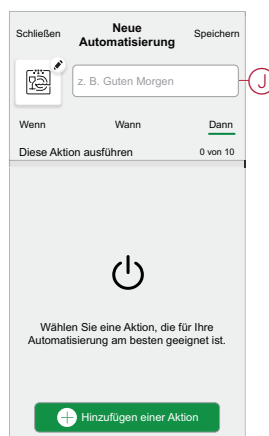 Schließen
Neue
Automatisierung
Speichern
z. B. Guten Morgen
J
Wenn
Wann
Dann
Diese Aktion ausführen
0 von 10
Wählen Sie eine Aktion, die für Ihre
Automatisierung am besten geeignet ist.
Hinzufügen einer Aktion